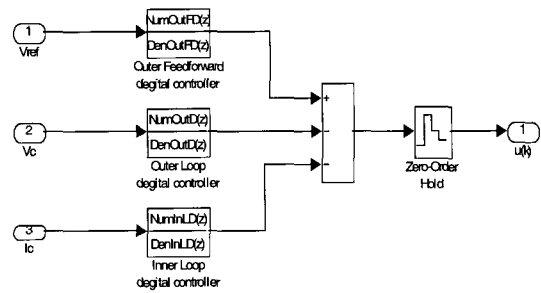 1
Vref
NumOutFD(z)
DenOutFD(z)
Outer Feedforward
degital controller
2
Vc
NumOutD(z)
DenOutD(z)
Outer Loop
degital controller
3
Ic
NumInLD(z)
DenInLD(z)
Inner Loop
degital controller
+
−
−
Zero-Order
Hold
1
u(k)